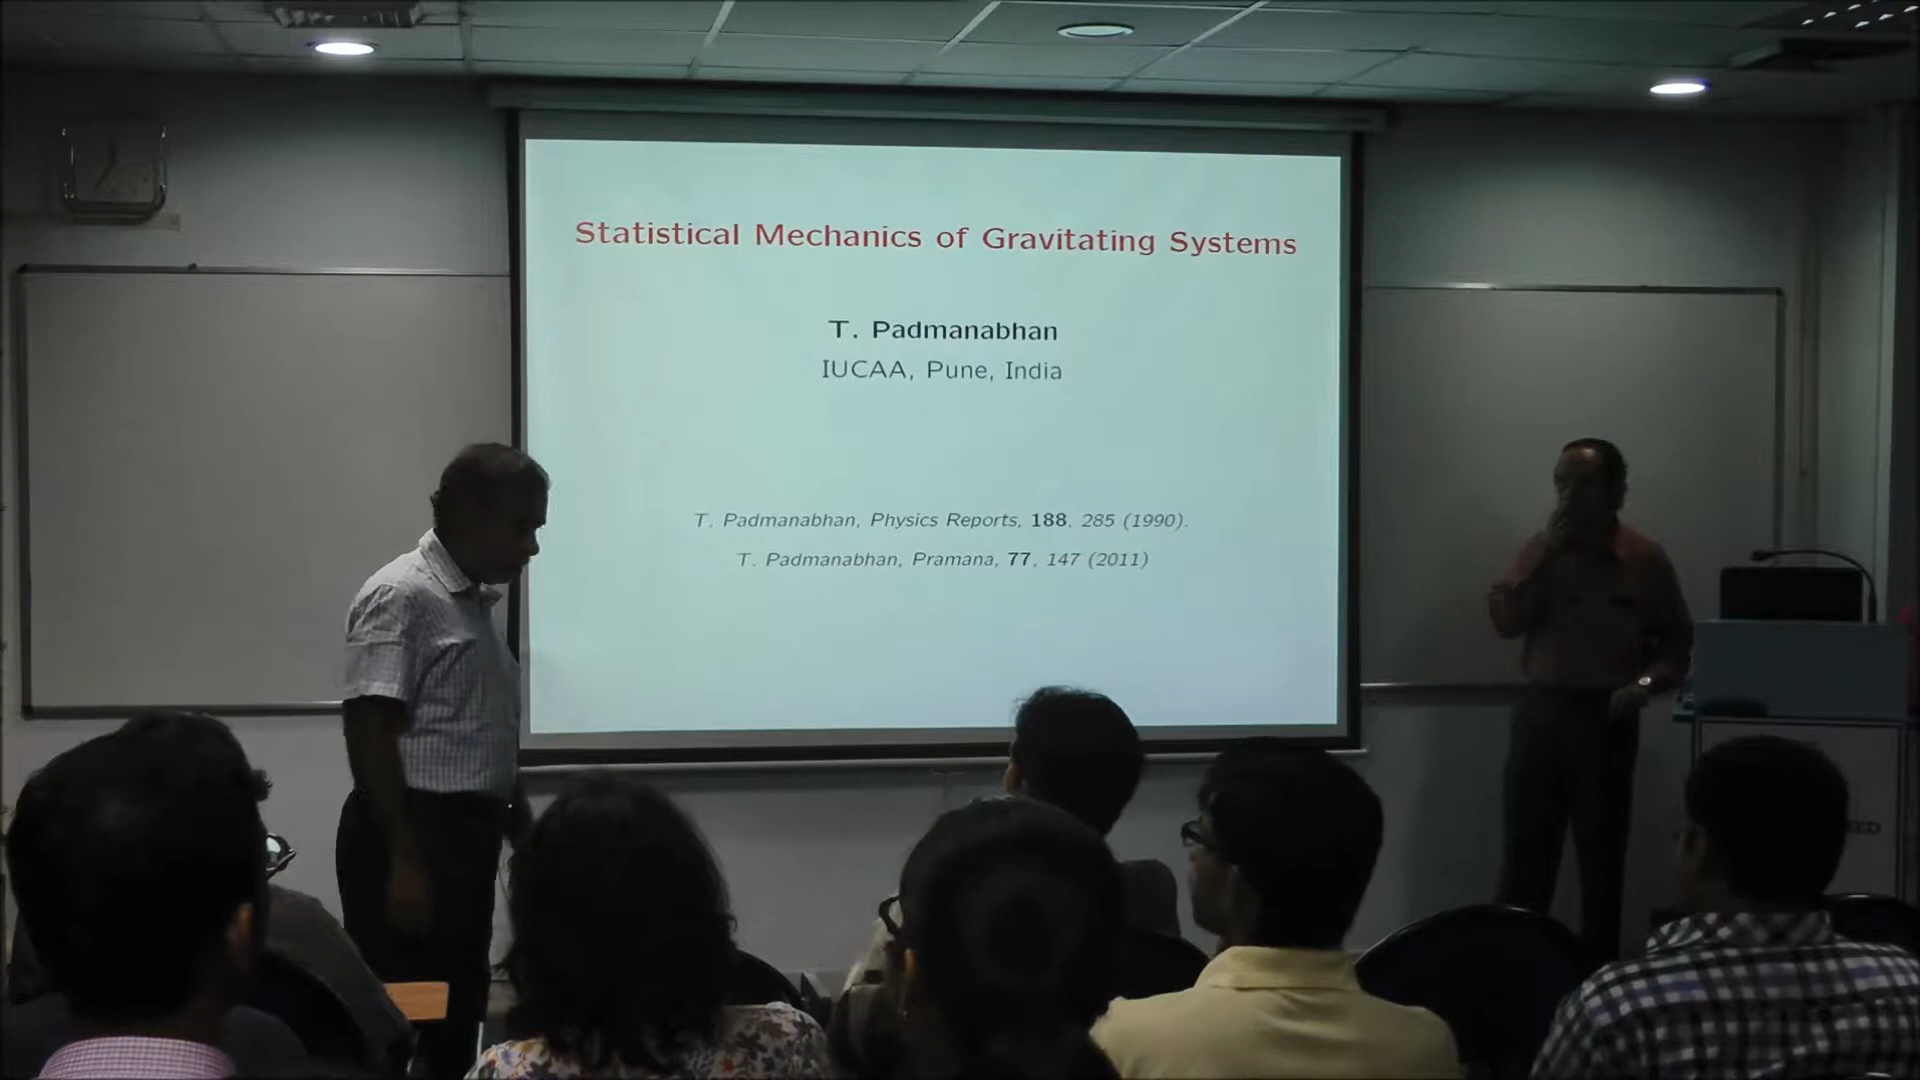 Statistical Mechanics of Gravitating Systems
T. Padmanabhan
IUCAA, Pune, India
T. Padmanabhan, Physics Reports, 188, 285 (1990).
T. Padmanabhan, Pramana, 77, 147 (2011)